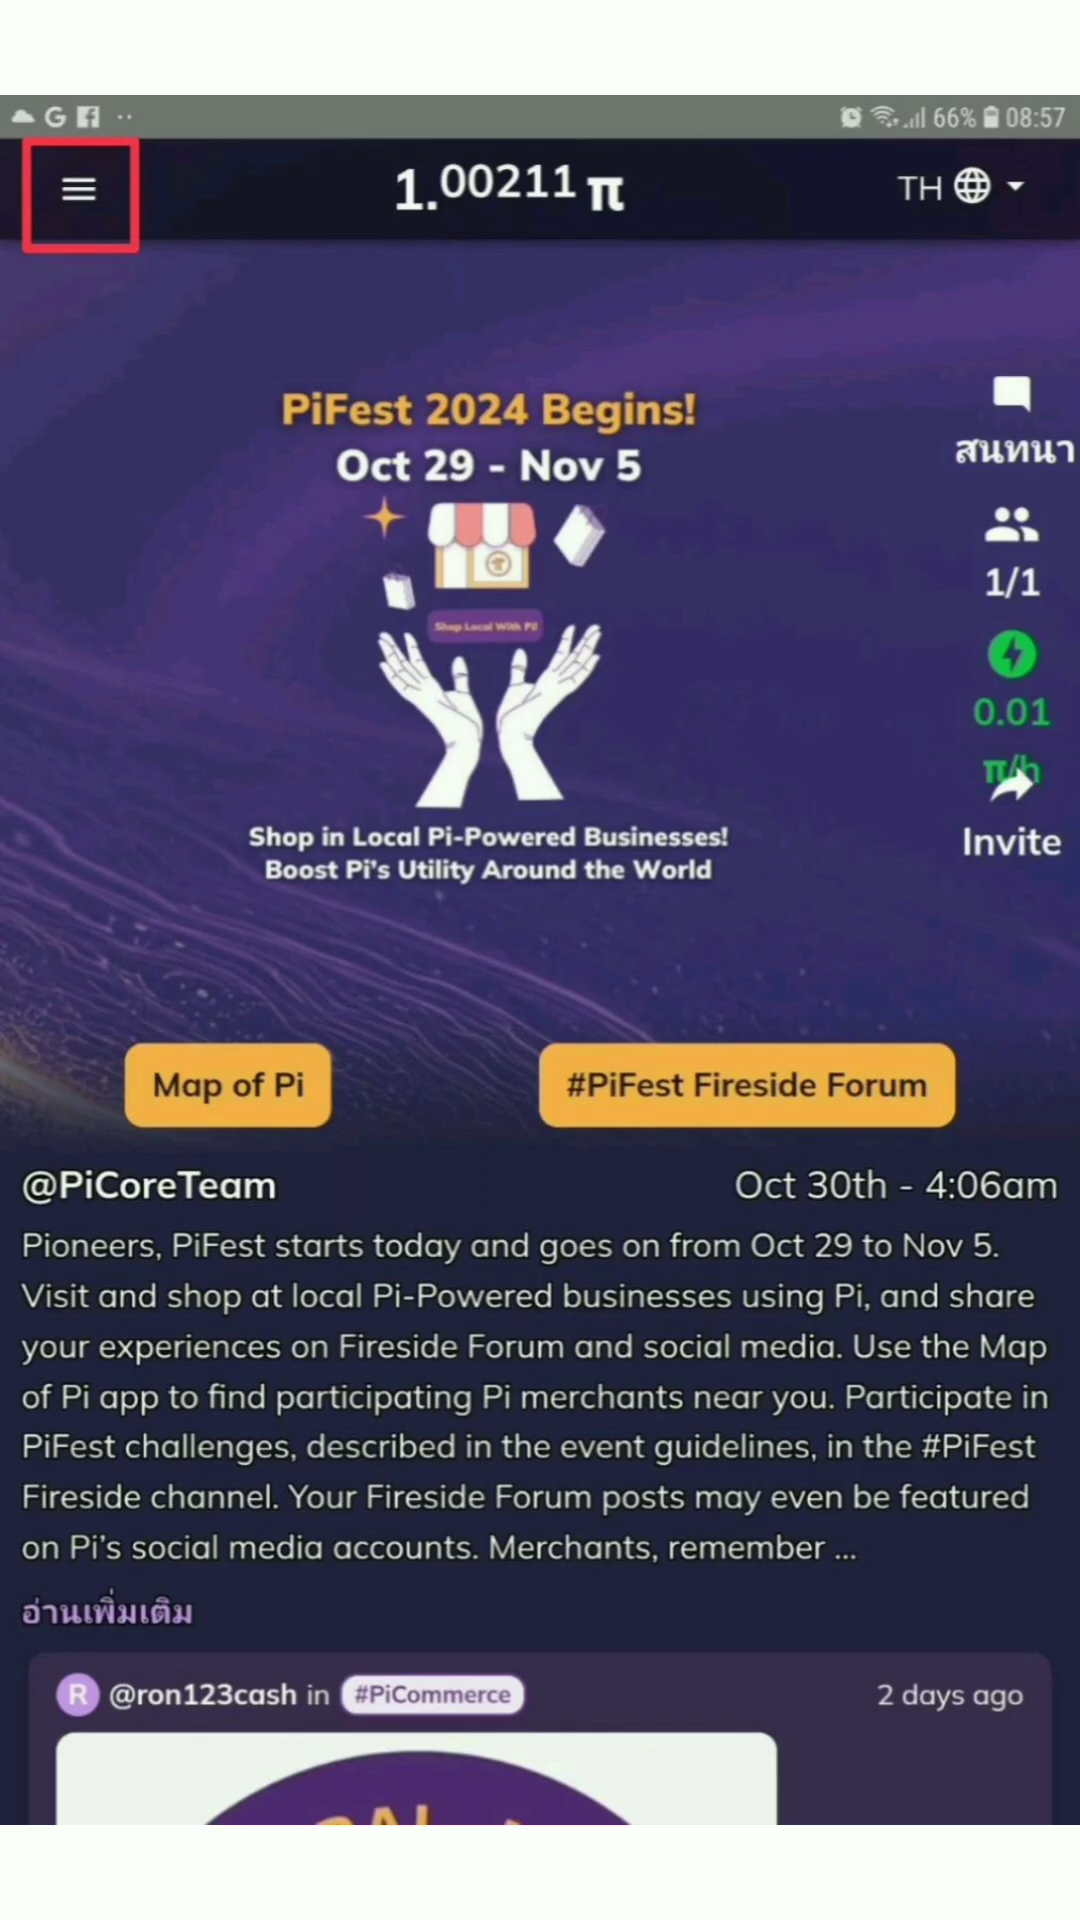 66% 08:57
1.00211 π
TH
PiFest 2024 Begins!
Oct 29 - Nov 5
Shop Local With Pi!
Shop in Local Pi-Powered Businesses!
Boost Pi's Utility Around the World
สนทนา
1/1
0.01
π/h
Invite
Map of Pi
#PiFest Fireside Forum
@PiCoreTeam
Oct 30th - 4:06am
Pioneers, PiFest starts today and goes on from Oct 29 to Nov 5.
Visit and shop at local Pi-Powered businesses using Pi, and share
your experiences on Fireside Forum and social media. Use the Map
of Pi app to find participating Pi merchants near you. Participate in
PiFest challenges, described in the event guidelines, in the #PiFest
Fireside channel. Your Fireside Forum posts may even be featured
on Pi’s social media accounts. Merchants, remember ...
อ่านเพิ่มเติม
R @ron123cash in #PiCommerce
2 days ago